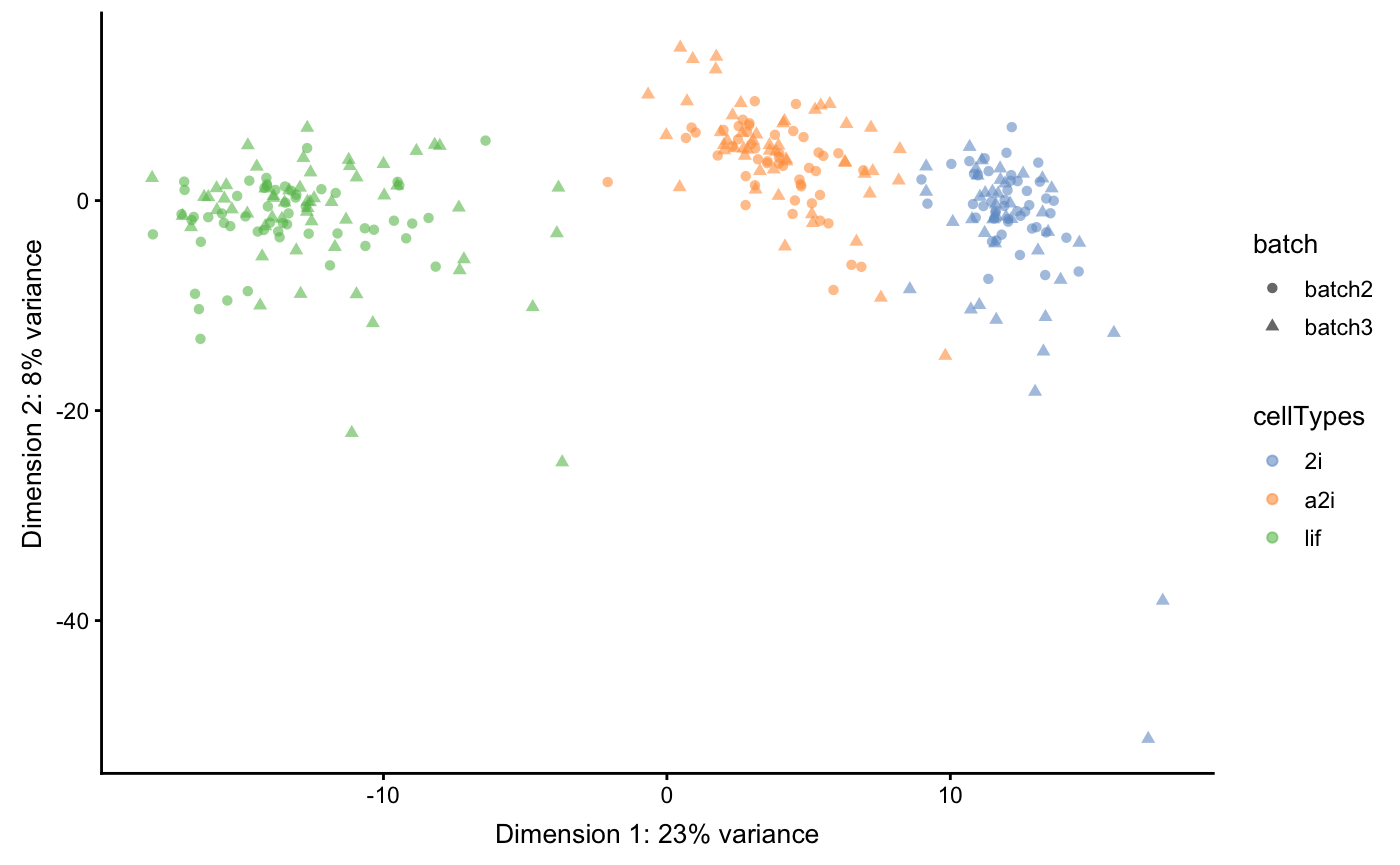 0
-20
-40
Dimension 2: 8% variance
-10
0
10
Dimension 1: 23% variance
batch
batch2
batch3
cellTypes
2i
a2i
lif